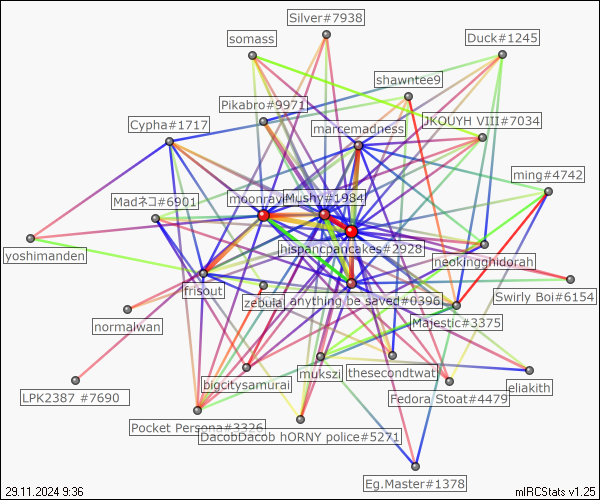 Silver#7938
somass
Duck#1245
shawntee9
Pikabro#9971
JKOUYH VIII#7034
Cypha#1717
marcemadness
ming#4742
Mushy#1984
Madネコ#6901
hispancpancakes#2928
yoshimanden
neokingghidorah
frisout
zebula
anything be saved#0396
Swirly Boi#6154
normalwan
Majestic#3375
bigcitysamurai
mukszi
thesecondtwat
eliakith
LPK2387 #7690
Fedora Stoat#4479
Pocket Persona#3326
DacobDacob hORNY police#5271
Eg.Master#1378
29.11.2024 9:36
mIRCStats v1.25